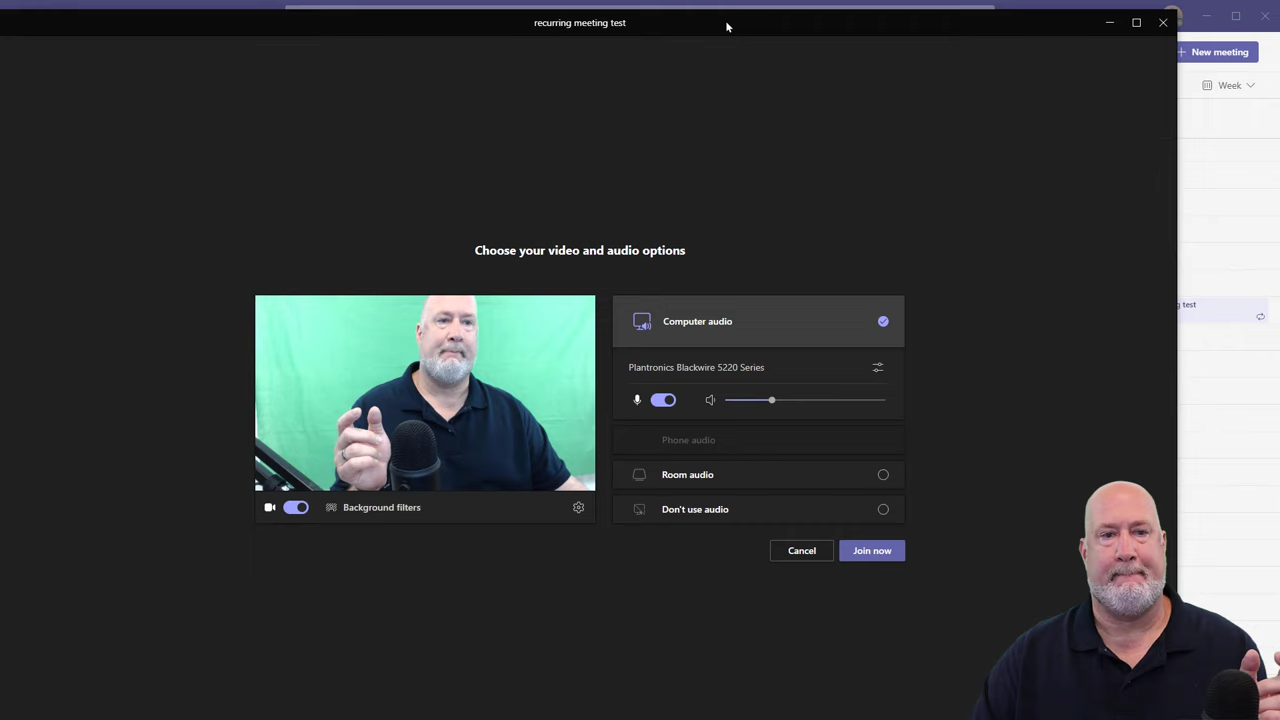 recurring meeting test
New meeting
Week
Choose your video and audio options
g test
Computer audio
Plantronics Blackwire 5220 Series
Phone audio
Room audio
Background filters
Don't use audio
Cancel
Join now